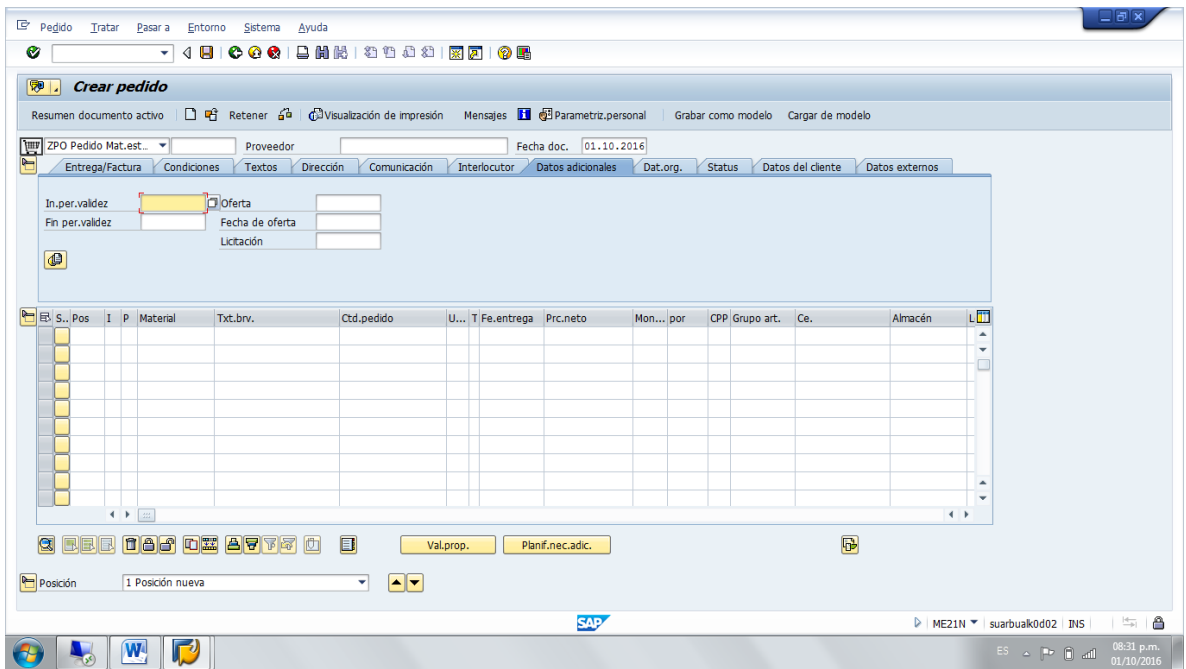 Pedido Tratar Pasar a Entorno Sistema Ayuda
Crear pedido
Resumen documento activo Retener Visualización de impresión Mensajes Parametriz.personal Grabar como modelo Cargar de modelo
ZPO Pedido Mat.est... Proveedor Fecha doc. 01.10.2016
Entrega/Factura Condiciones Textos Dirección Comunicación Interlocutor Datos adicionales Dat.org. Status Datos del cliente Datos externos
In.per.validez Oferta
Fin per.validez Fecha de oferta
Licitación
S.. Pos I P Material Txt.brv. Ctd.pedido U... T Fe.entrega Prc.neto Mon... por CPP Grupo art. Ce. Almacén L
Val.prop. Planif.nec.adic.
Posición 1 Posición nueva
SAP ME21N suarbualk0d02 INS
ES 08:31 p.m.
01/10/2016